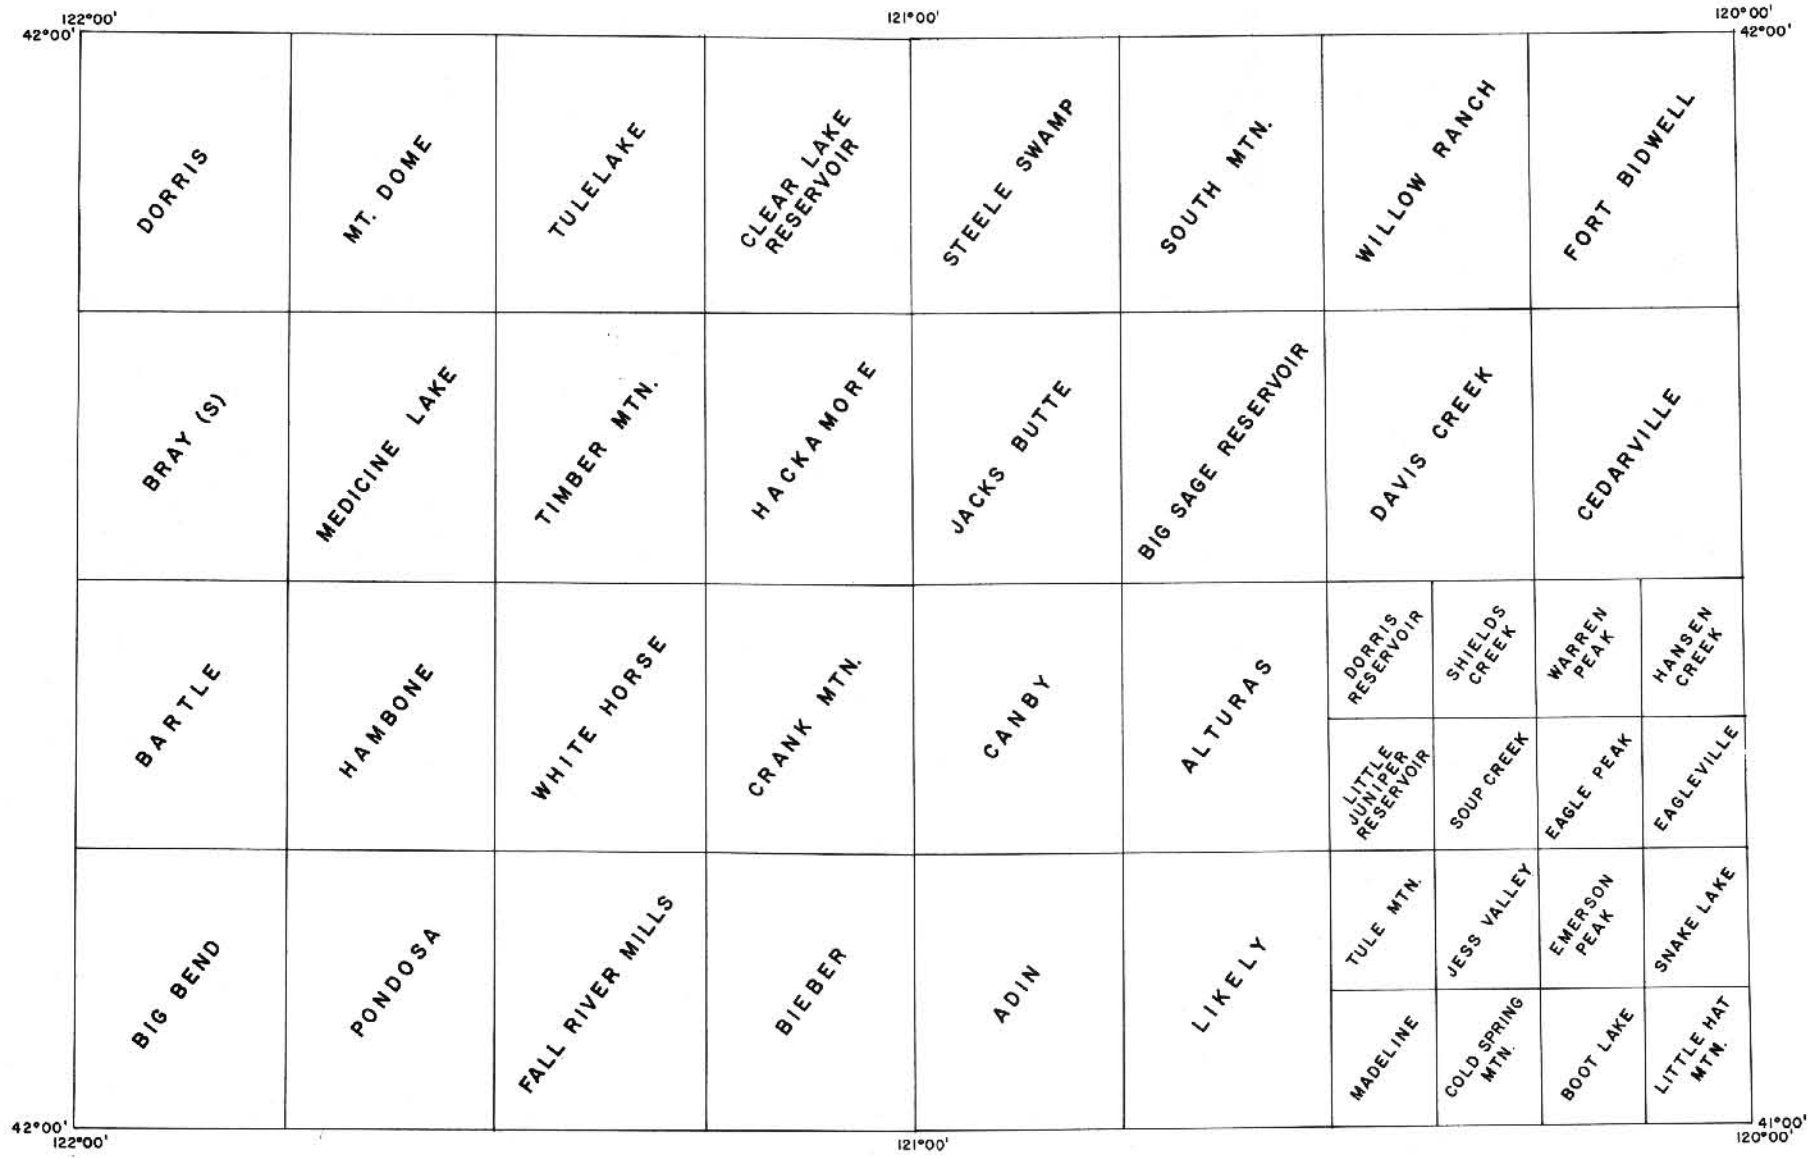 122°00'
121°00'
120°00'
42°00'
42°00'
DORRIS
MT. DOME
TULELAKE
CLEAR LAKE
RESERVOIR
STEELE SWAMP
SOUTH MTN.
WILLOW RANCH
FORT BIDWELL
BRAY (S)
MEDICINE LAKE
TIMBER MTN.
HACKAMORE
JACKS BUTTE
BIG SAGE RESERVOIR
DAVIS CREEK
CEDARVILLE
BARTLE
HAMBONE
WHITE HORSE
CRANK MTN.
CANBY
ALTURAS
DORRIS
RESERVOIR
SHIELDS
CREEK
WARREN
PEAK
HANSEN
CREEK
LITTLE
JUNIPER
RESERVOIR
SOUP CREEK
EAGLE PEAK
EAGLEVILLE
BIG BEND
PONDOSA
FALL RIVER MILLS
BIEBER
ADIN
LIKELY
TULE MTN.
JESS VALLEY
EMERSON
PEAK
SNAKE LAKE
MADELINE
COLD SPRING
MTN.
BOOT LAKE
LITTLE HAT
MTN.
42°00'
41°00'
122°00'
121°00'
120°00'